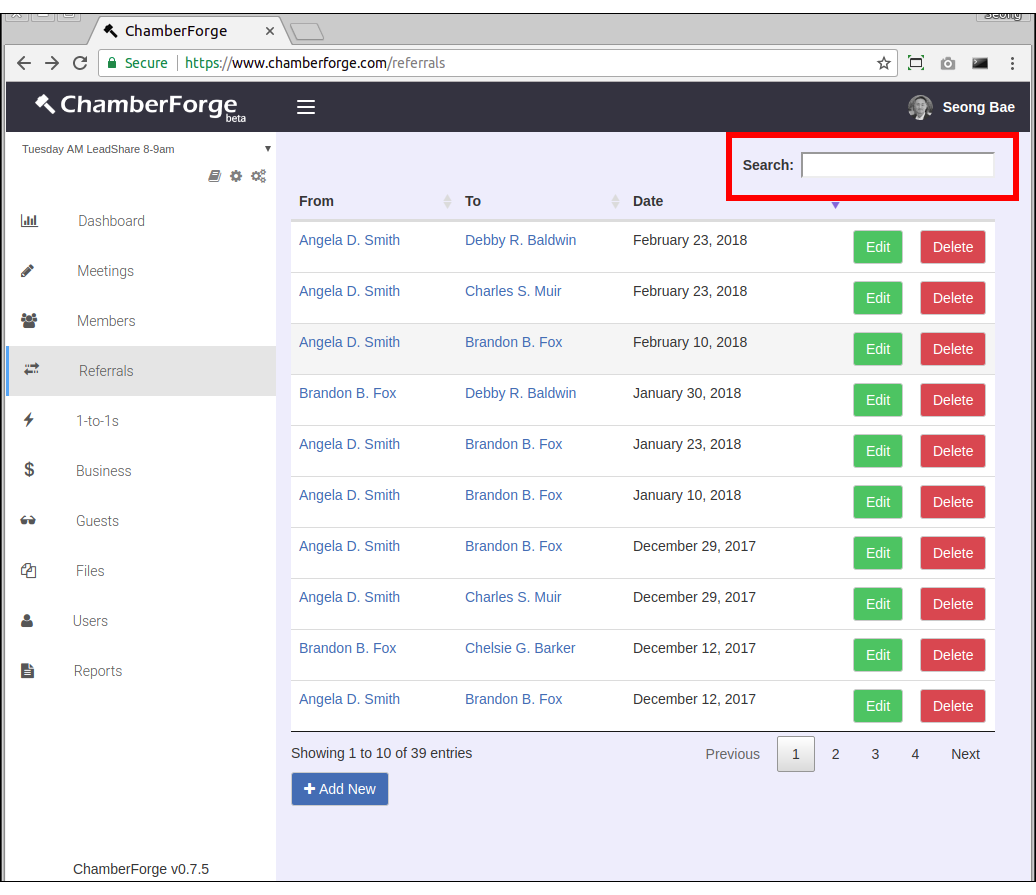 Seong
ChamberForge
Secure https://www.chamberforge.com/referrals
ChamberForge beta
Seong Bae
Tuesday AM LeadShare 8-9am
Dashboard
Meetings
Members
Referrals
1-to-1s
Business
Guests
Files
Users
Reports
ChamberForge v0.7.5
Search:
From To Date
Angela D. Smith Debby R. Baldwin February 23, 2018 Edit Delete
Angela D. Smith Charles S. Muir February 23, 2018 Edit Delete
Angela D. Smith Brandon B. Fox February 10, 2018 Edit Delete
Brandon B. Fox Debby R. Baldwin January 30, 2018 Edit Delete
Angela D. Smith Brandon B. Fox January 23, 2018 Edit Delete
Angela D. Smith Brandon B. Fox January 10, 2018 Edit Delete
Angela D. Smith Brandon B. Fox December 29, 2017 Edit Delete
Angela D. Smith Charles S. Muir December 29, 2017 Edit Delete
Brandon B. Fox Chelsie G. Barker December 12, 2017 Edit Delete
Angela D. Smith Brandon B. Fox December 12, 2017 Edit Delete
Showing 1 to 10 of 39 entries Previous 1 2 3 4 Next
Add New